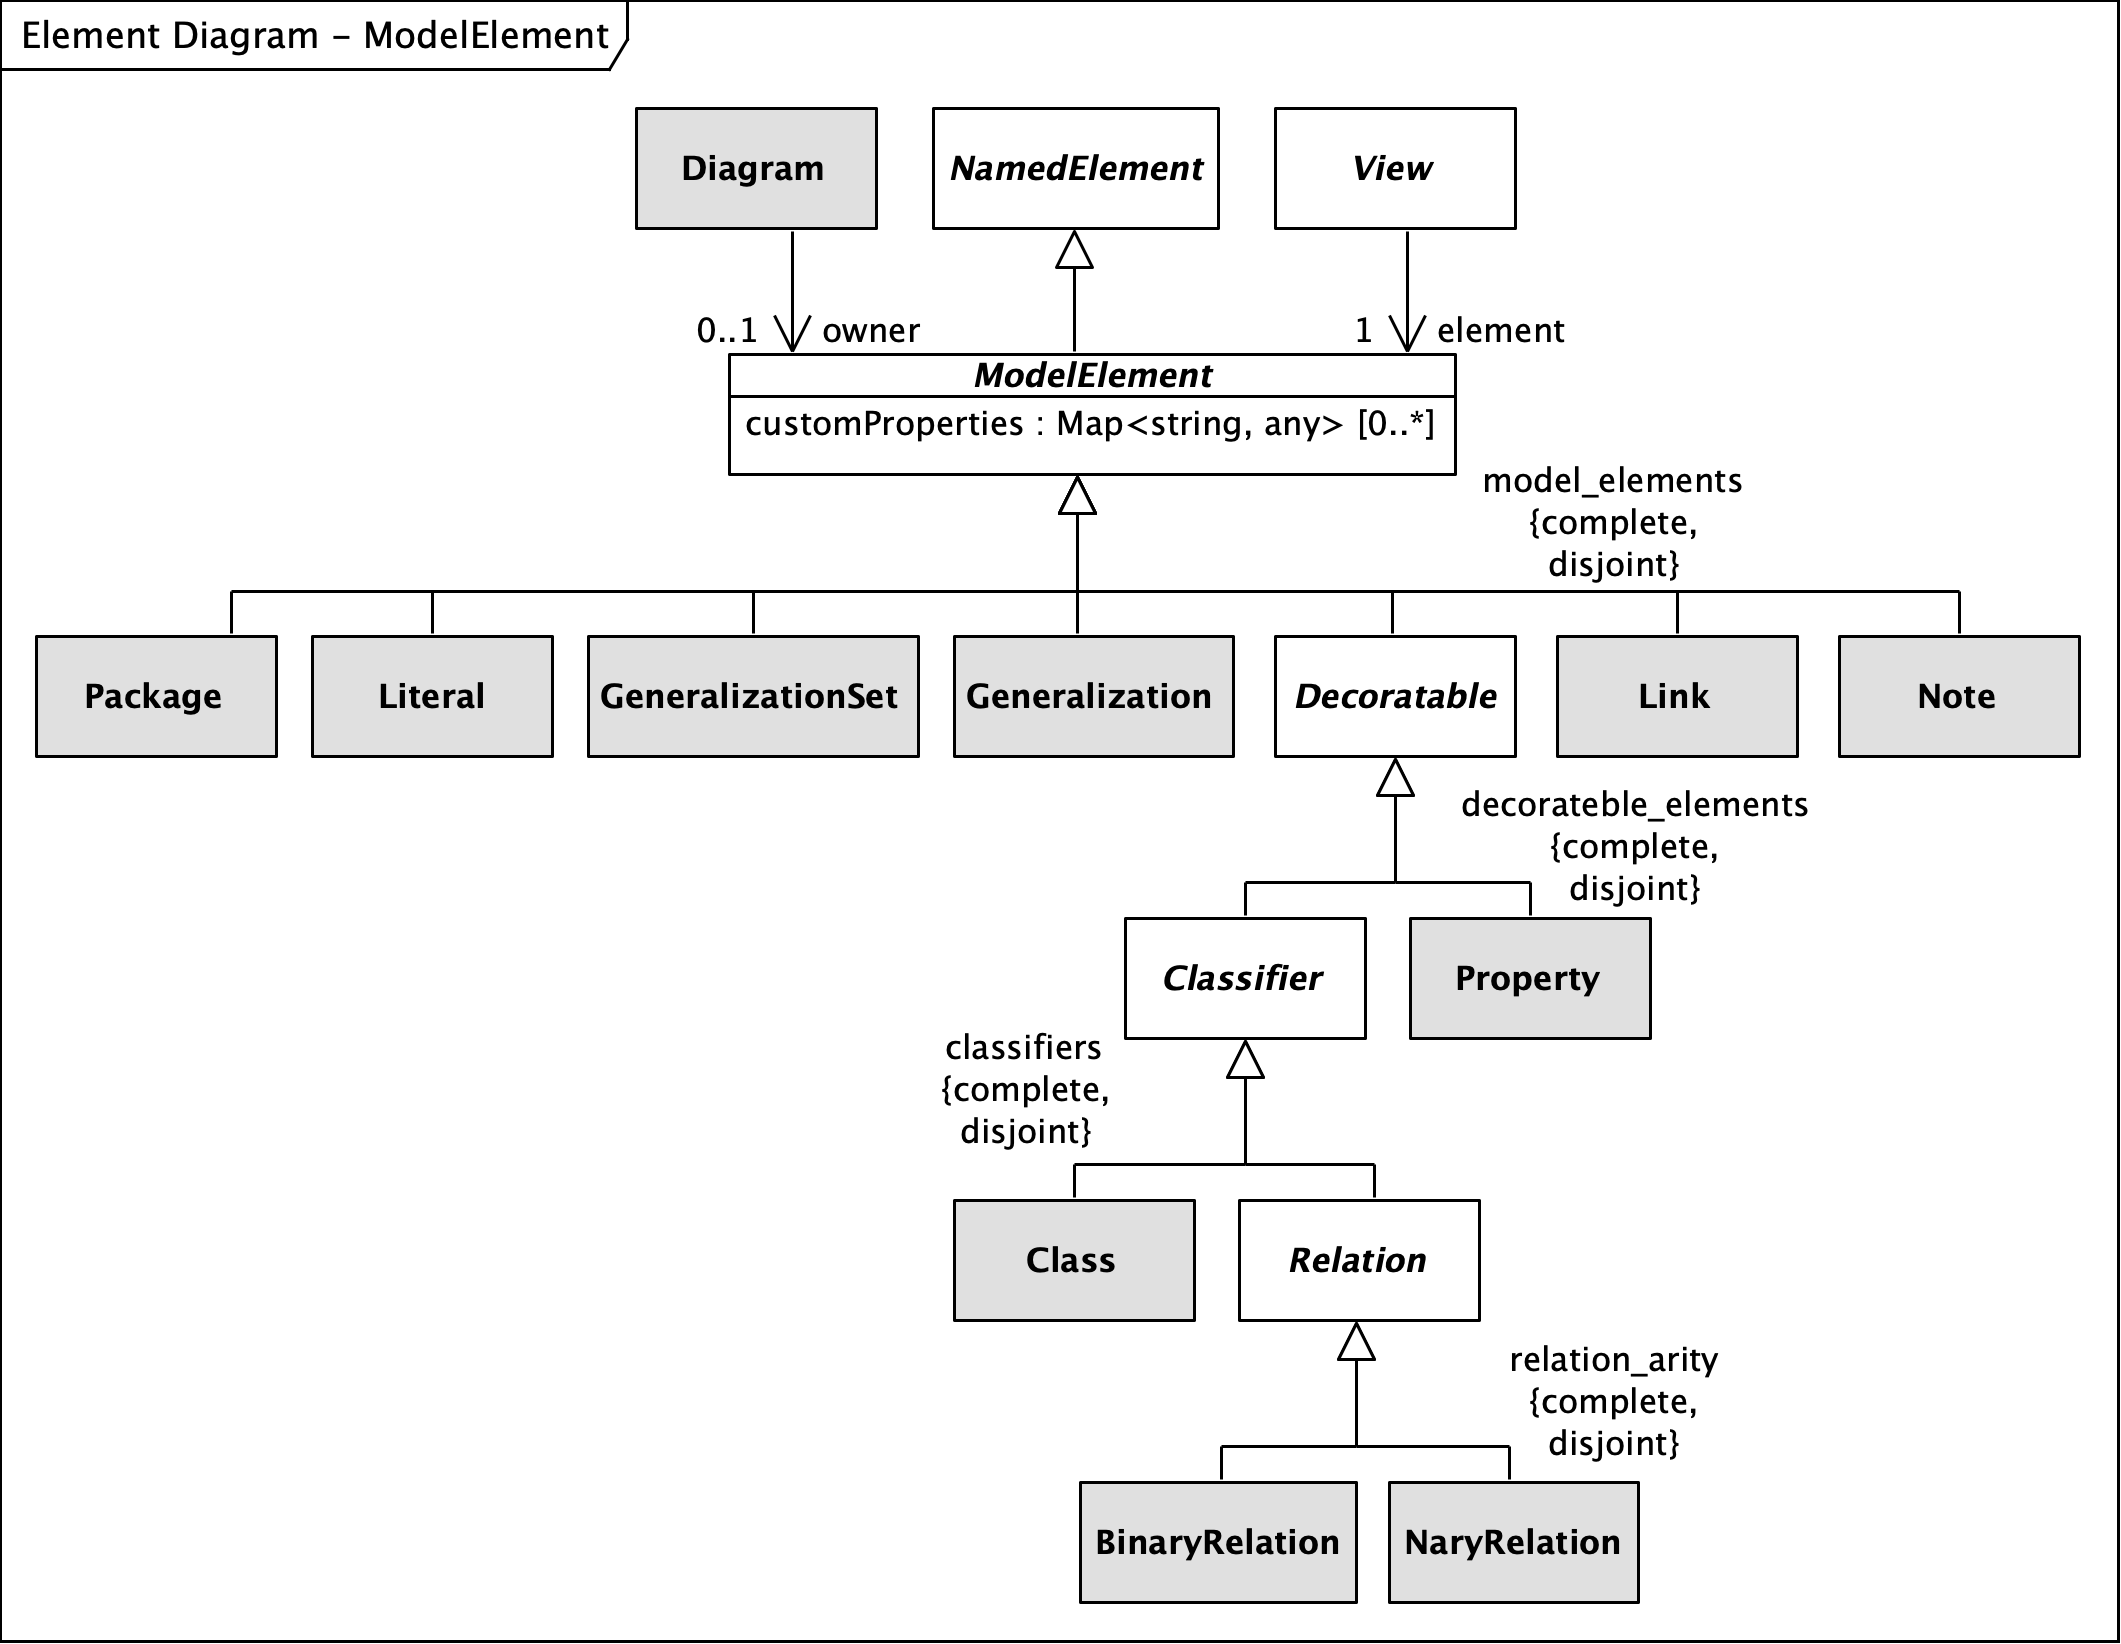 Element Diagram – ModelElement
Diagram
NamedElement
View
0..1
owner
1
element
ModelElement
customProperties : Map<string, any> [0..*]
model_elements
{complete,
disjoint}
Package
Literal
GeneralizationSet
Generalization
Decoratable
Link
Note
decorateble_elements
{complete,
disjoint}
Classifier
Property
classifiers
{complete,
disjoint}
Class
Relation
relation_arity
{complete,
disjoint}
BinaryRelation
NaryRelation